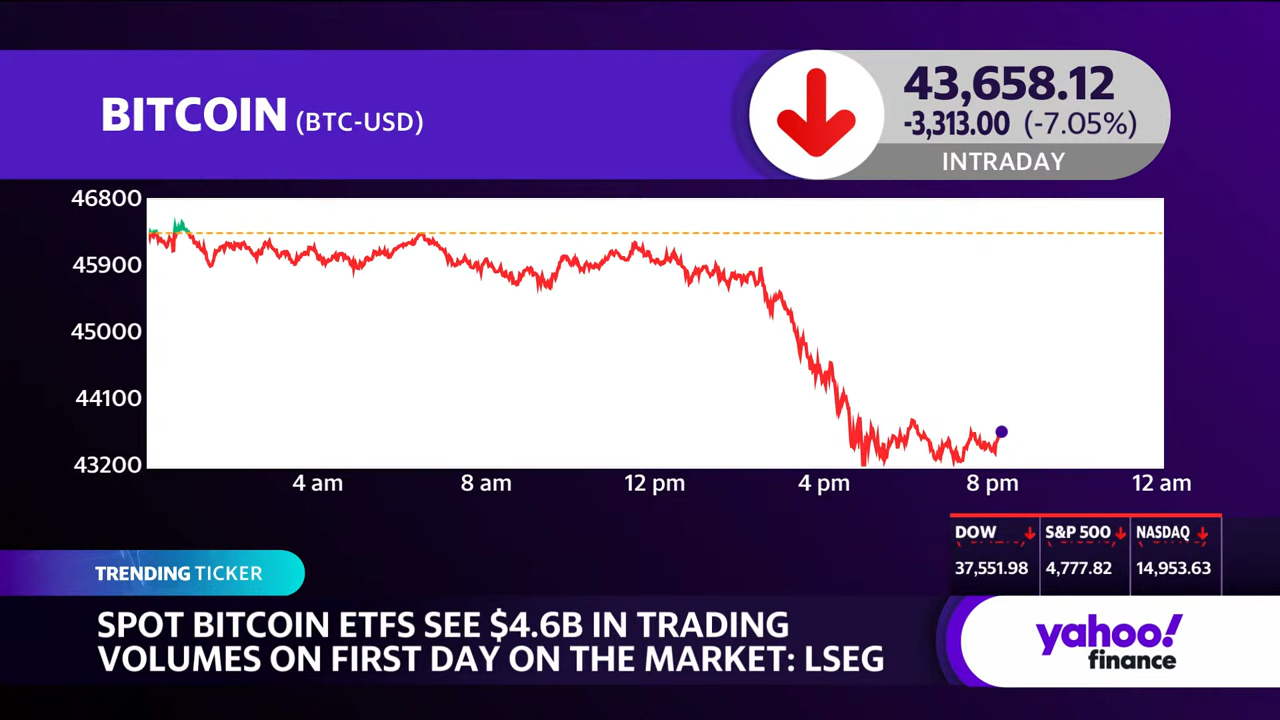 BITCOIN (BTC-USD)
43,658.12
-3,313.00 (-7.05%)
INTRADAY
46800
45900
45000
44100
43200
4 am 8 am 12 pm 4 pm 8 pm 12 am
DOW S&P 500 NASDAQ
37,551.98 4,777.82 14,953.63
TRENDING TICKER
SPOT BITCOIN ETFS SEE $4.6B IN TRADING
VOLUMES ON FIRST DAY ON THE MARKET: LSEG
yahoo!
finance